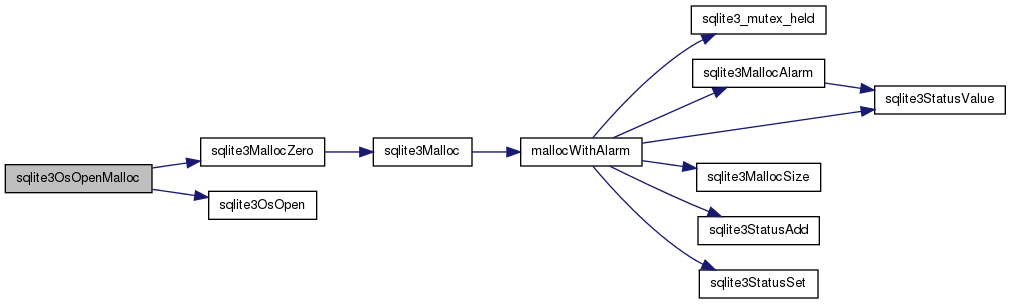 sqlite3OsOpenMalloc
sqlite3MallocZero
sqlite3OsOpen
sqlite3Malloc
mallocWithAlarm
sqlite3_mutex_held
sqlite3MallocAlarm
sqlite3StatusValue
sqlite3MallocSize
sqlite3StatusAdd
sqlite3StatusSet